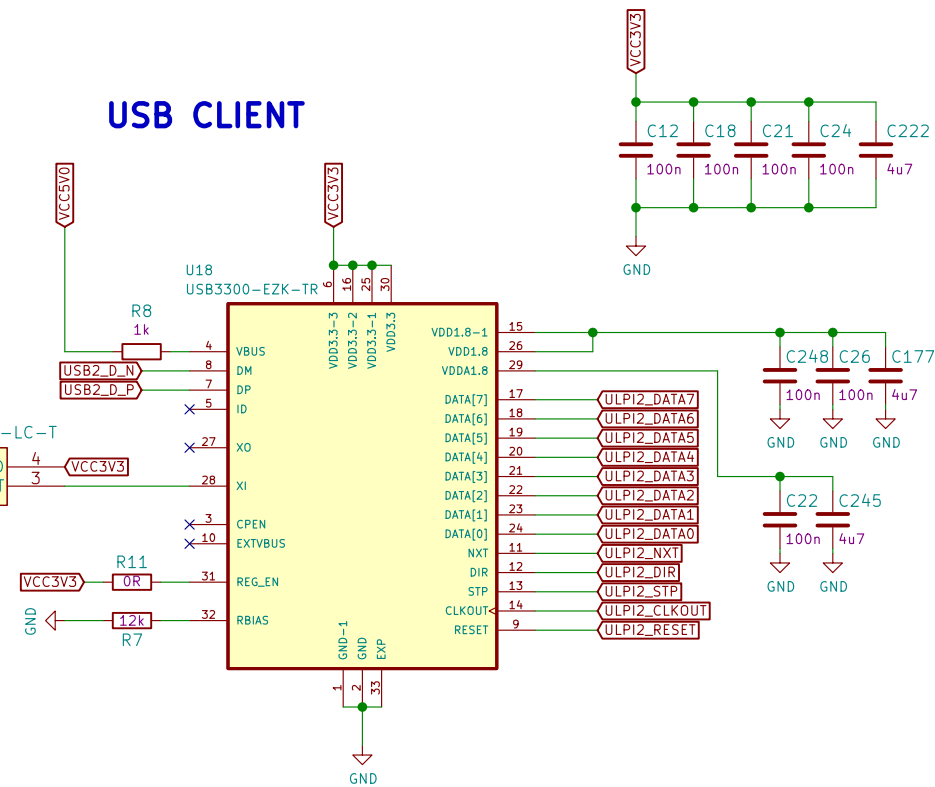 VCC3V3
USB CLIENT
C12
C18
C21
C24
C222
100n
100n
100n
100n
4u7
GND
VCC5V0
VCC3V3
U18
USB3300-EZK-TR
6
16
25
30
R8
1k
VDD3.3-3
VDD3.3-2
VDD3.3-1
VDD3.3
4
VBUS
USB2_D_N
8
DM
USB2_D_P
7
DP
5
ID
27
XO
-LC-T
4
VCC3V3
3
28
XI
3
CPEN
10
EXTVBUS
R11
VCC3V3
0R
31
REG_EN
GND
12k
32
RBIAS
R7
VDD1.8-1
15
VDD1.8
26
VDDA1.8
29
DATA[7]
17
ULPI2_DATA7
DATA[6]
18
ULPI2_DATA6
DATA[5]
19
ULPI2_DATA5
DATA[4]
20
ULPI2_DATA4
DATA[3]
21
ULPI2_DATA3
DATA[2]
22
ULPI2_DATA2
DATA[1]
23
ULPI2_DATA1
DATA[0]
24
ULPI2_DATA0
NXT
11
ULPI2_NXT
DIR
12
ULPI2_DIR
STP
13
ULPI2_STP
CLKOUT
14
ULPI2_CLKOUT
RESET
9
ULPI2_RESET
C248
C26
C177
100n
100n
4u7
GND
GND
GND
C22
C245
100n
4u7
GND
GND
GND-1
GND
EXP
1
2
33
GND